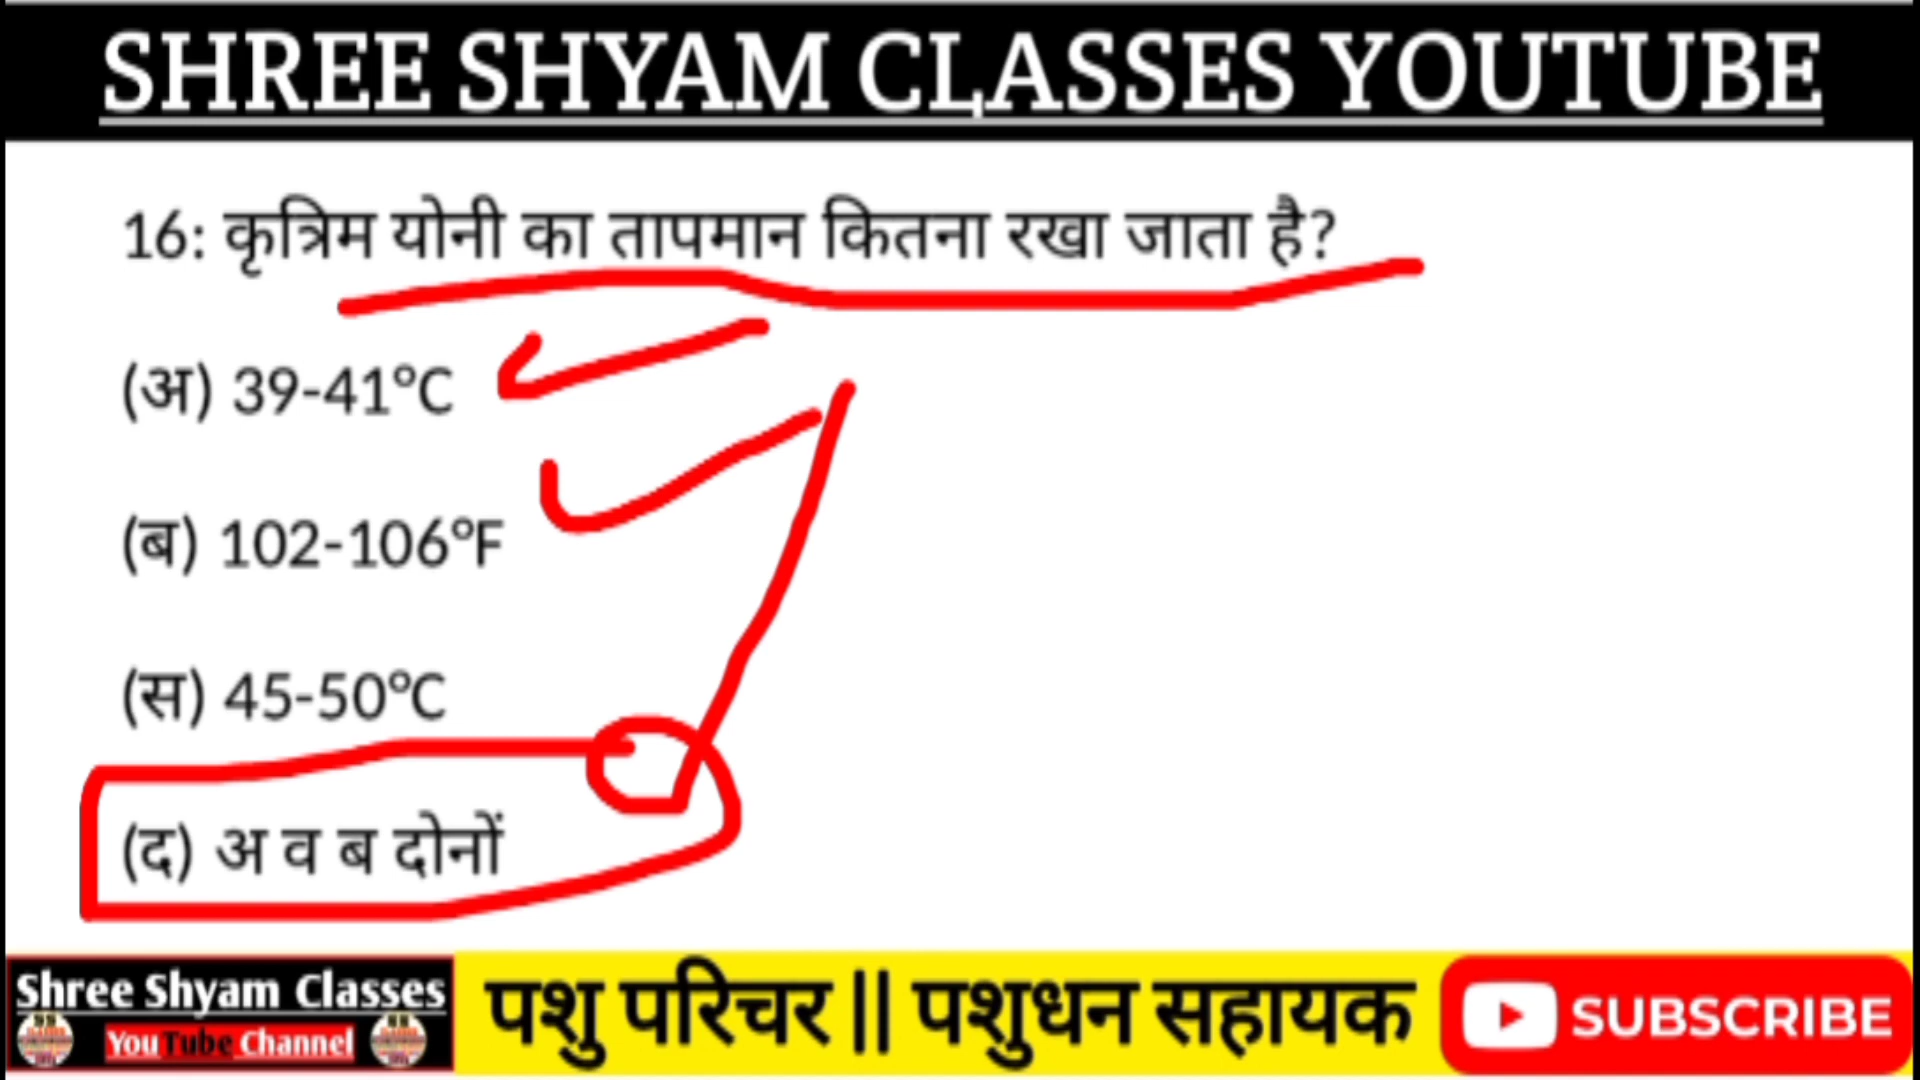 SHREE SHYAM CLASSES YOUTUBE
16: कृत्रिम योनी का तापमान कितना रखा जाता है?
(अ) 39-41°C
(ब) 102-106°F
(स) 45-50°C
(द) अ व ब दोनों
Shree Shyam Classes
YouTube Channel
पशु परिचर || पशुधन सहायक
SUBSCRIBE